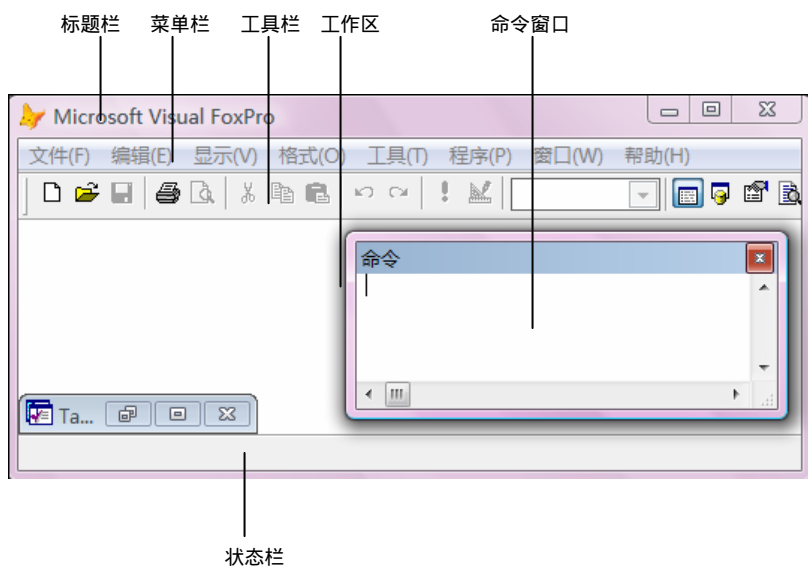 标题栏 菜单栏 工具栏 工作区 命令窗口
Microsoft Visual FoxPro
文件(F) 编辑(E) 显示(V) 格式(O) 工具(T) 程序(P) 窗口(W) 帮助(H)
命令
Ta...
状态栏